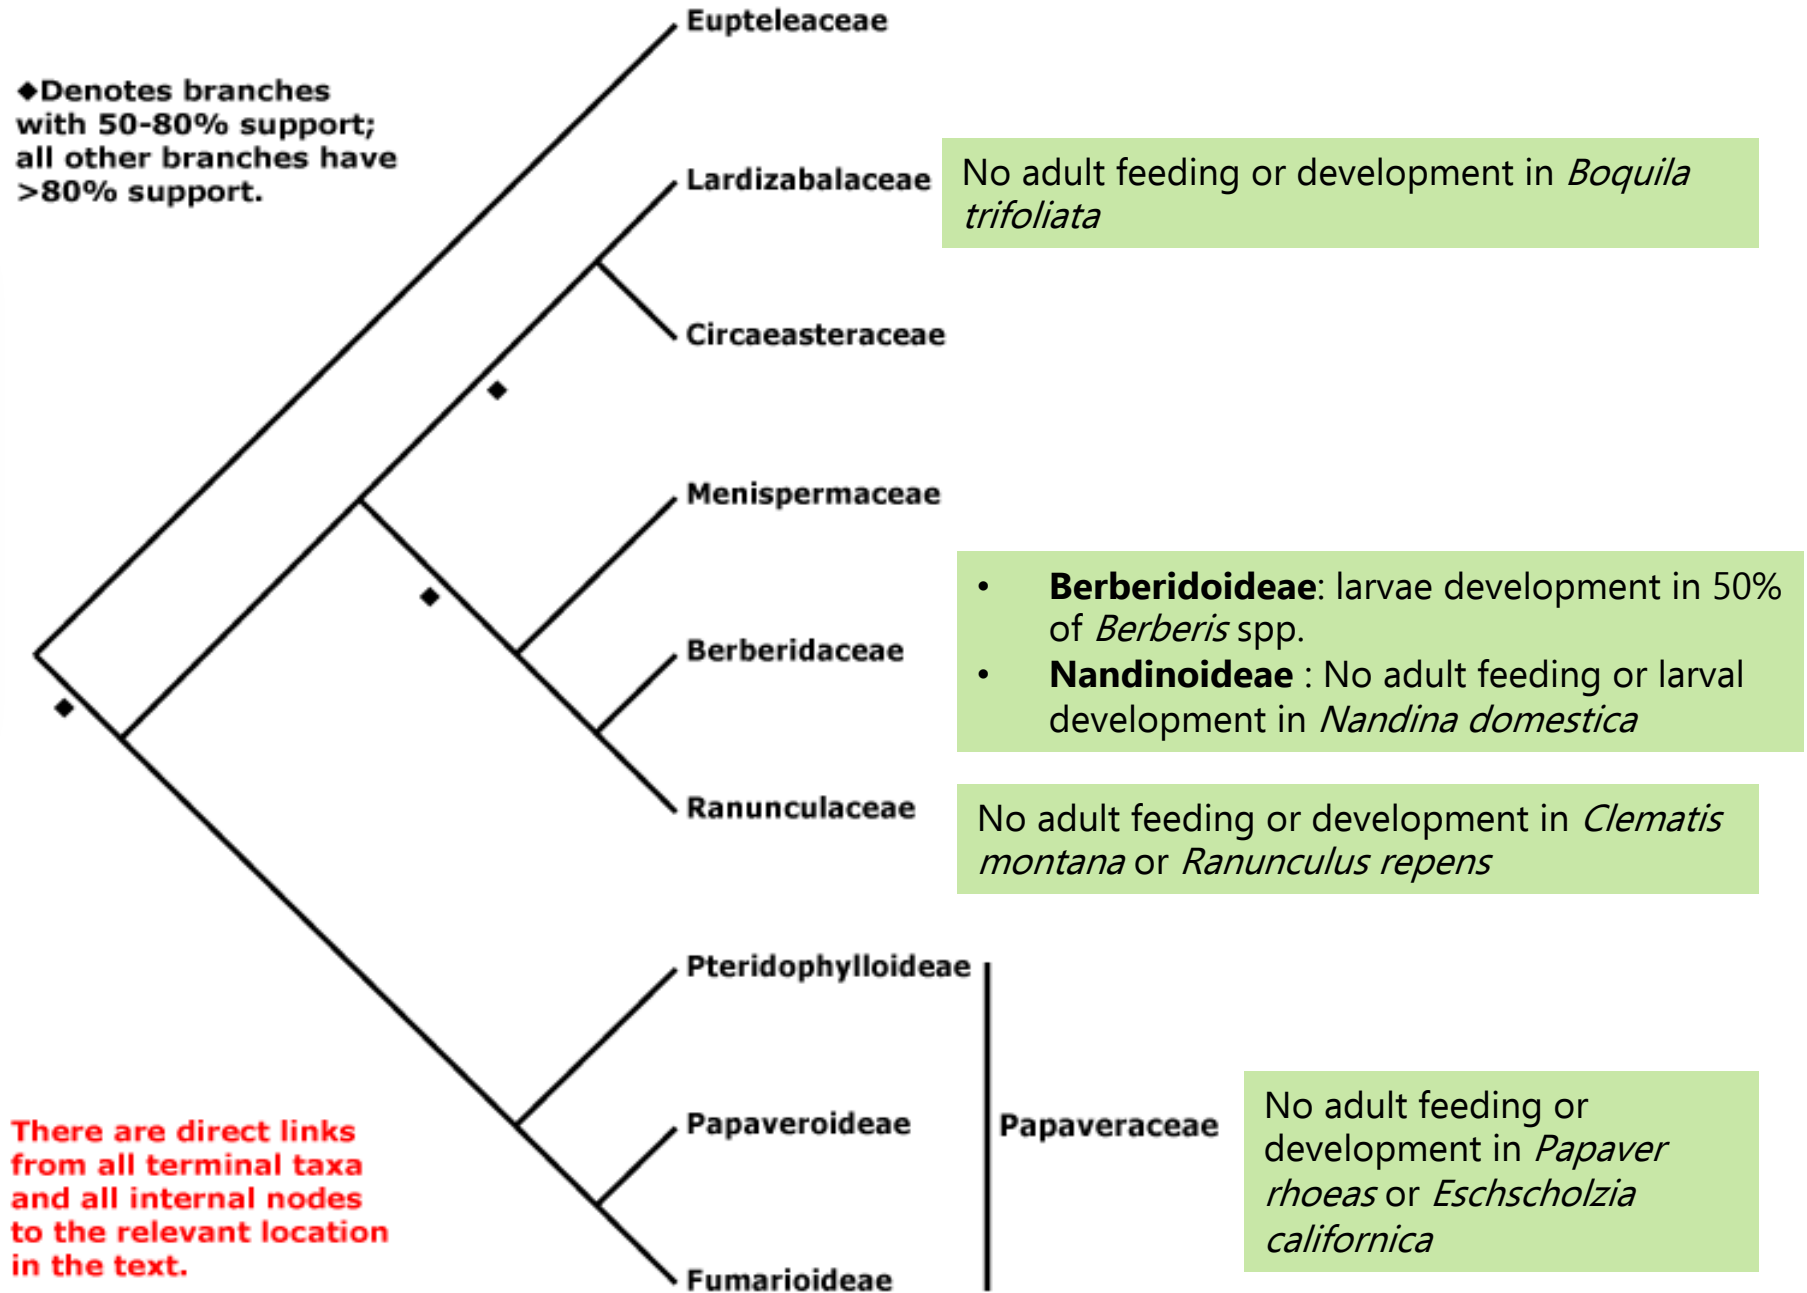 Eupteleaceae
◆Denotes branches
with 50-80% support;
all other branches have
>80% support.
Lardizabalaceae
No adult feeding or development in Boquila
trifoliata
Circaeasteraceae
Menispermaceae
• Berberidoideae: larvae development in 50%
of Berberis spp.
• Nandinoideae : No adult feeding or larval
development in Nandina domestica
Berberidaceae
Ranunculaceae
No adult feeding or development in Clematis
montana or Ranunculus repens
Pteridophylloideae
Papaveroideae
Papaveraceae
No adult feeding or
development in Papaver
rhoeas or Eschscholzia
californica
Fumarioideae
There are direct links
from all terminal taxa
and all internal nodes
to the relevant location
in the text.